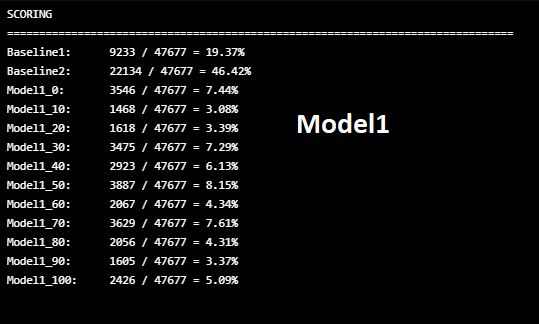 SCORING
================================================================================
Baseline1: 9233 / 47677 = 19.37%
Baseline2: 22134 / 47677 = 46.42%
Model1_0: 3546 / 47677 = 7.44%
Model1_10: 1468 / 47677 = 3.08%
Model1_20: 1618 / 47677 = 3.39%
Model1_30: 3475 / 47677 = 7.29%
Model1_40: 2923 / 47677 = 6.13%
Model1_50: 3887 / 47677 = 8.15%
Model1_60: 2067 / 47677 = 4.34%
Model1_70: 3629 / 47677 = 7.61%
Model1_80: 2056 / 47677 = 4.31%
Model1_90: 1605 / 47677 = 3.37%
Model1_100: 2426 / 47677 = 5.09%
Model1